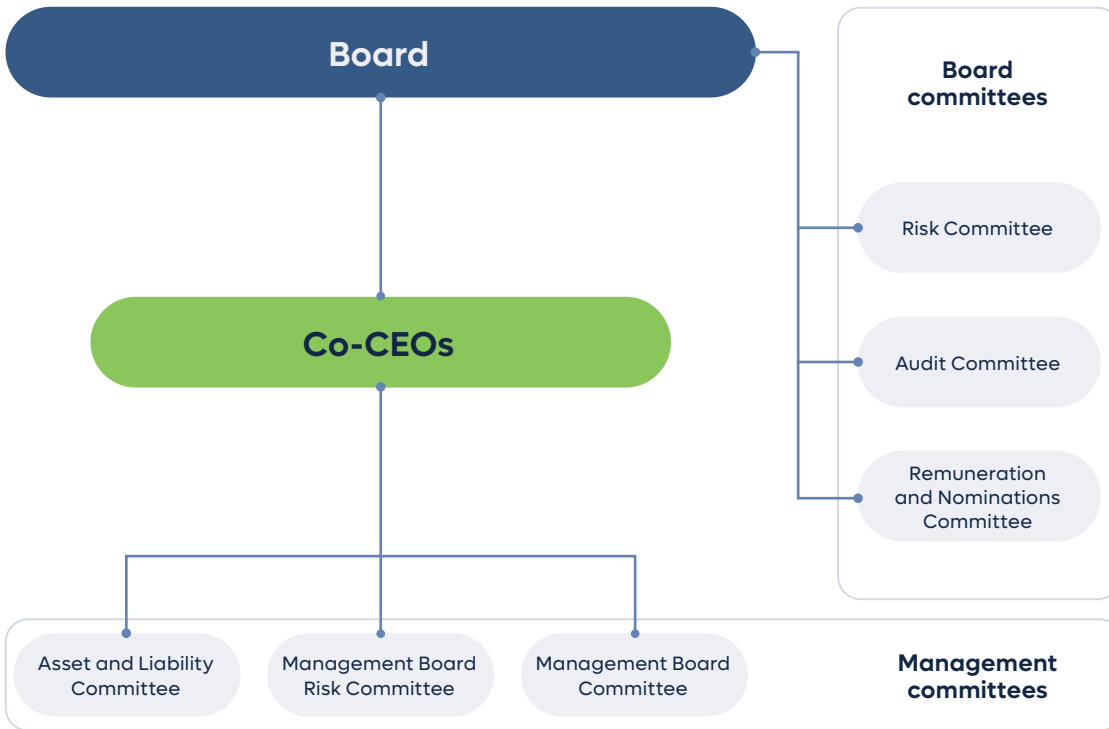 Board
Board
committees
Risk Committee
Co-CEOs
Audit Committee
Remuneration
and Nominations
Committee
Asset and Liability
Committee
Management Board
Risk Committee
Management Board
Committee
Management
committees